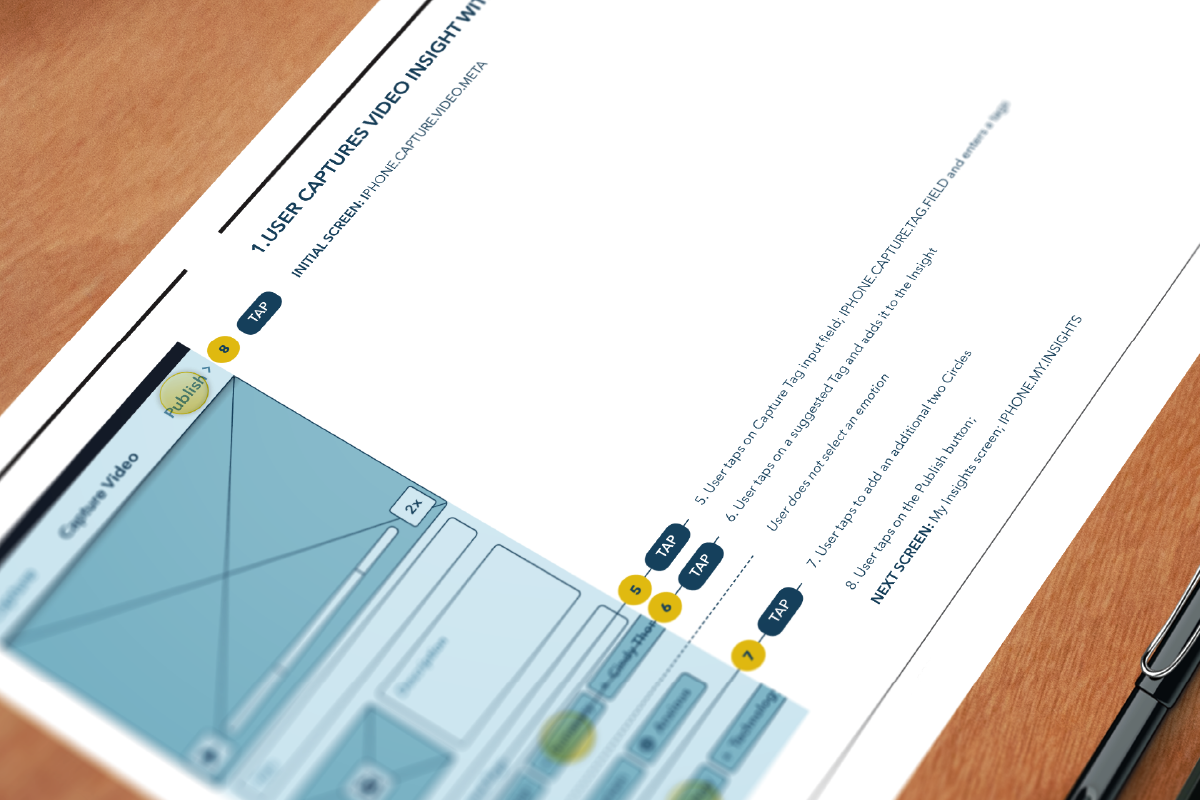 1.USER CAPTURES VIDEO INSIGHT
INITIAL SCREEN: IPHONE.CAPTURE.VIDEO.META
8 TAP
Publish >
Capture Video
2x
5 TAP 5. User taps on Capture Tag input field; IPHONE.CAPTURE.TAG.FIELD and enters a tag
6 TAP 6. User taps on a suggested Tag and adds it to the Insight
User does not select an emotion
7 TAP 7. User taps to add an additional two Circles
8. User taps on the Publish button;
NEXT SCREEN: My Insights screen; IPHONE.MY.INSIGHTS
Description
× Cindy
Anxious